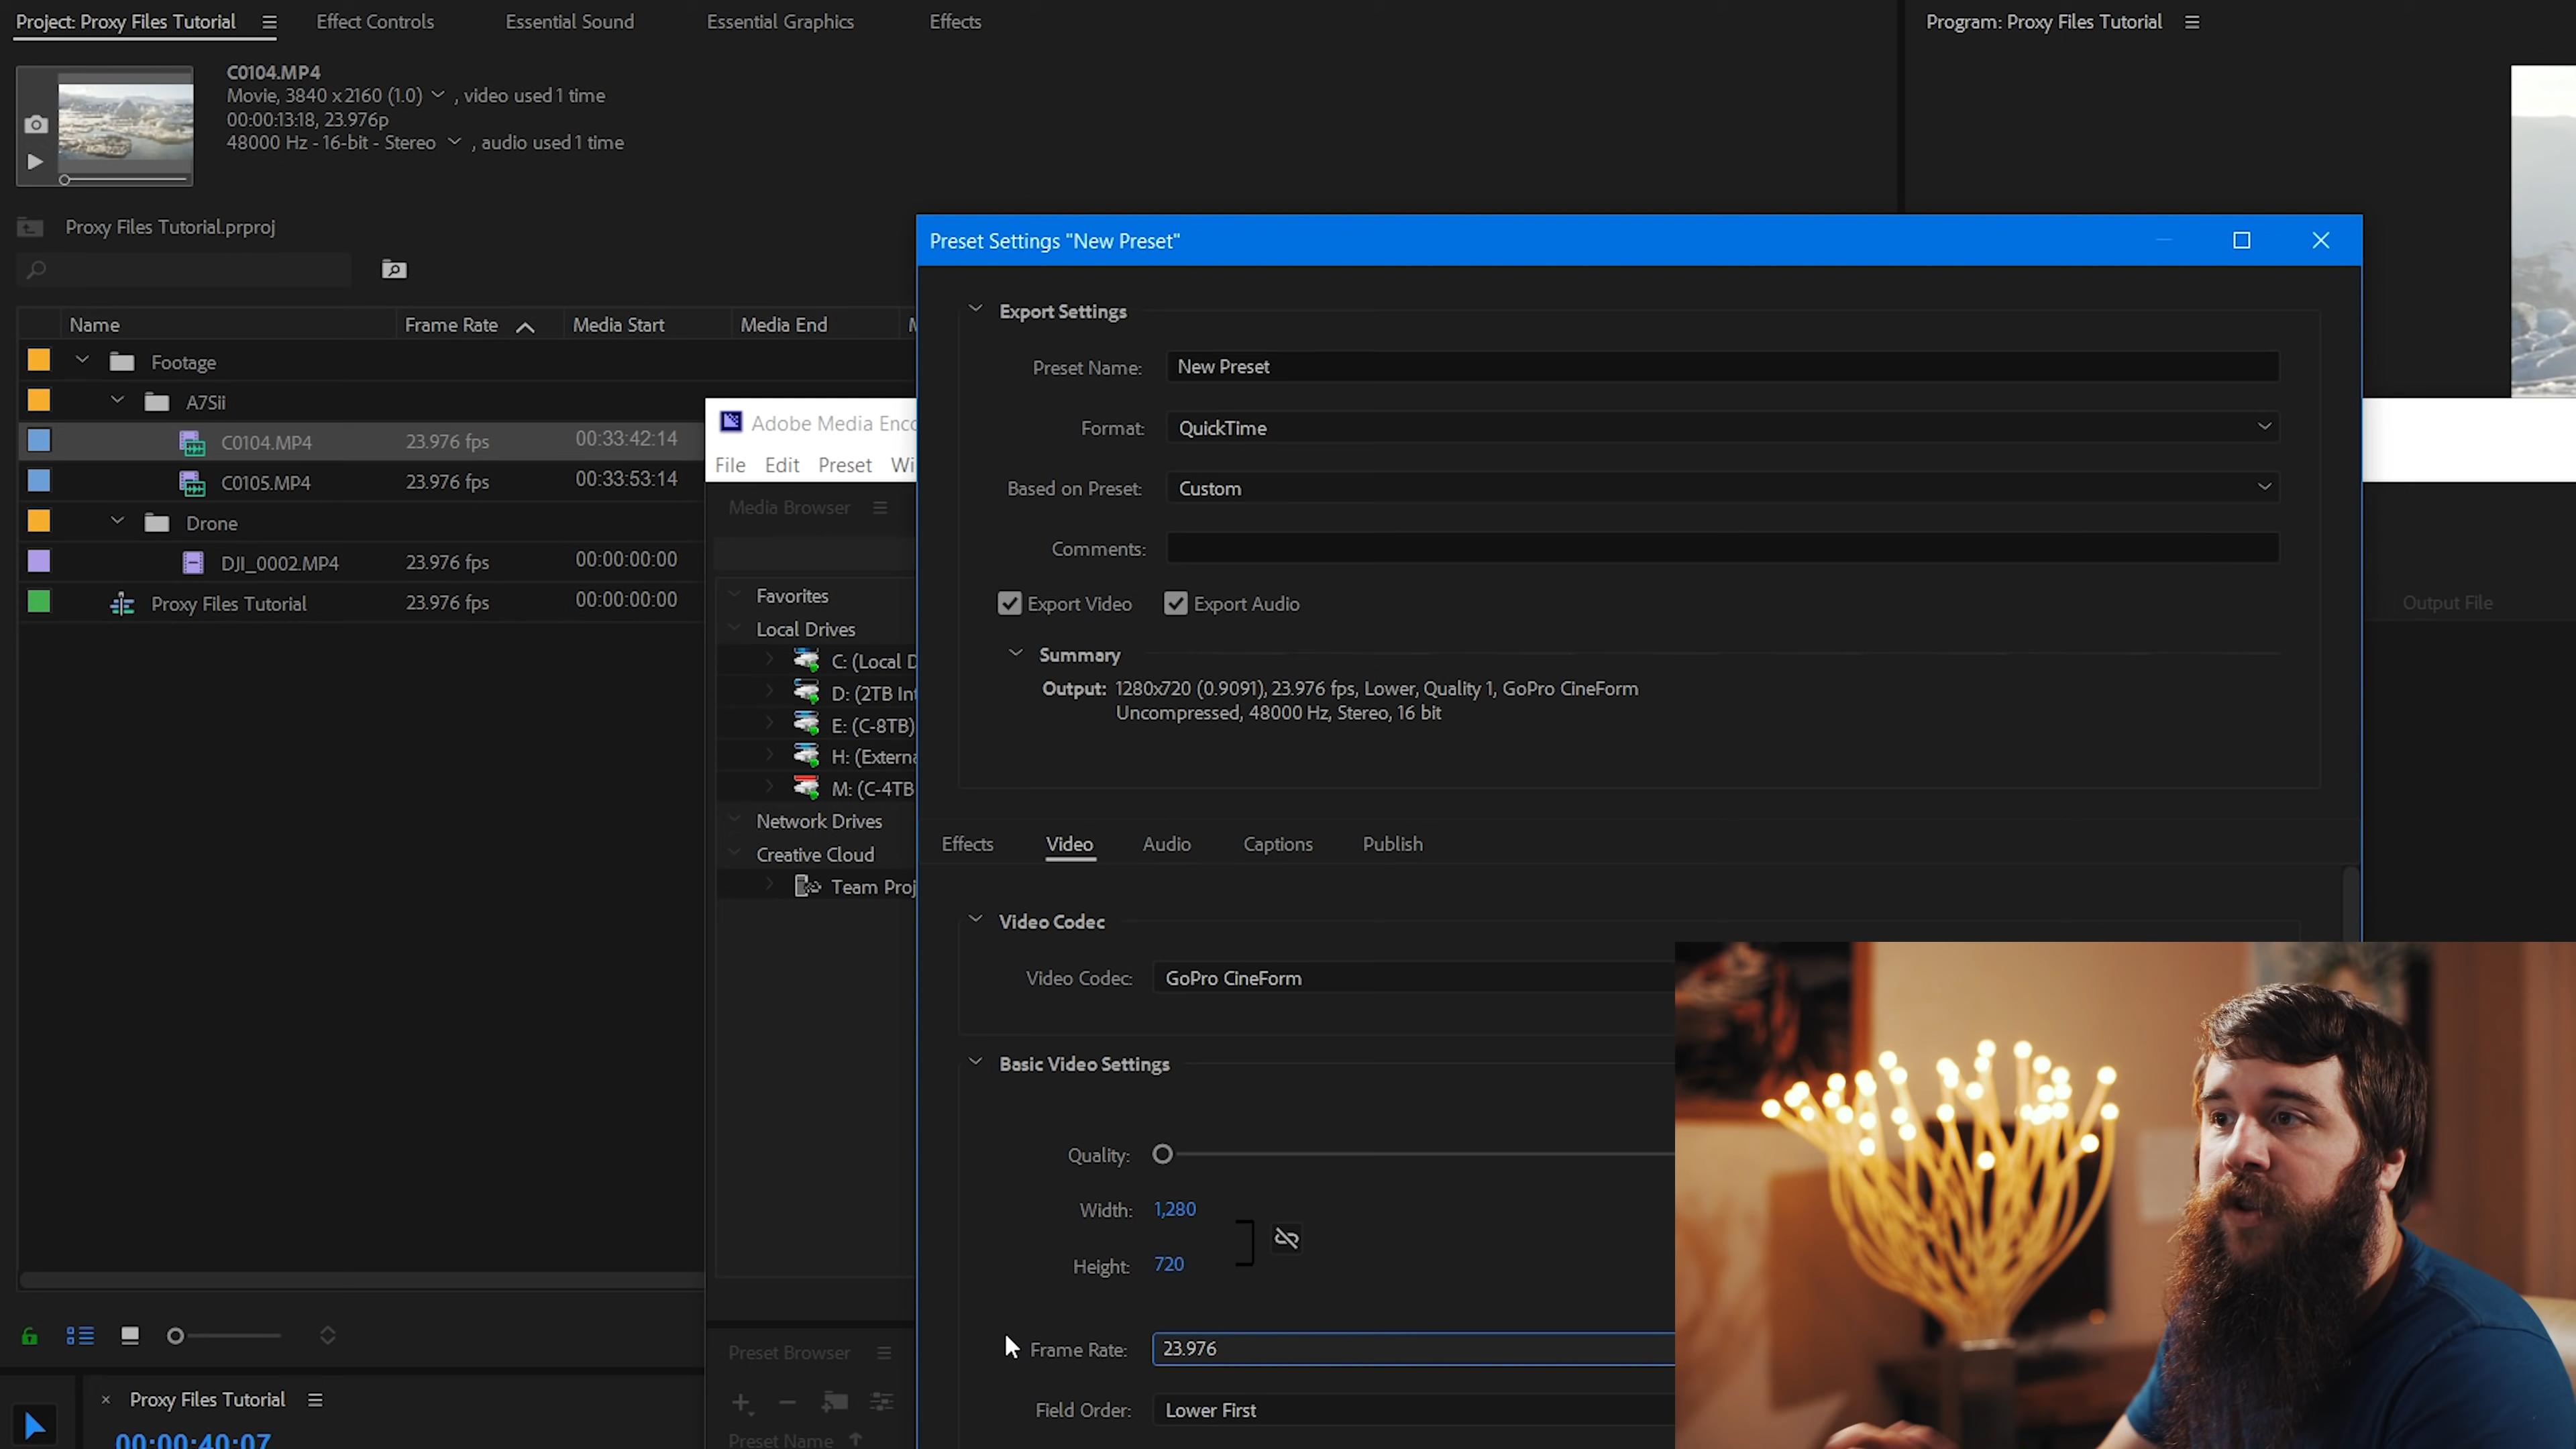 Project: Proxy Files Tutorial
Effect Controls
Essential Sound
Essential Graphics
Effects
Program: Proxy Files Tutorial
C0104.MP4
Movie, 3840 x 2160 (1.0) , video used 1 time
00:00:13:18, 23.976p
48000 Hz - 16-bit - Stereo , audio used 1 time
Proxy Files Tutorial.prproj
Name Frame Rate Media Start Media End
Footage
A7Sii
C0104.MP4 23.976 fps 00:33:42:14
C0105.MP4 23.976 fps 00:33:53:14
Drone
DJI_0002.MP4 23.976 fps 00:00:00:00
Proxy Files Tutorial 23.976 fps 00:00:00:00
Adobe Media Enc
File Edit Preset Wi
Media Browser
Favorites
Local Drives
C: (Local D
D: (2TB Int
E: (C-8TB)
H: (Externa
M: (C-4TB
Network Drives
Creative Cloud
Team Proj
Preset Browser
Preset Name
Preset Settings "New Preset"
Export Settings
Preset Name: New Preset
Format: QuickTime
Based on Preset: Custom
Comments:
Export Video Export Audio
Summary
Output: 1280x720 (0.9091), 23.976 fps, Lower, Quality 1, GoPro CineForm
Uncompressed, 48000 Hz, Stereo, 16 bit
Effects Video Audio Captions Publish
Video Codec
Video Codec: GoPro CineForm
Basic Video Settings
Quality:
Width: 1,280
Height: 720
Frame Rate: 23.976
Field Order: Lower First
Output File
Proxy Files Tutorial
00:00:40:07